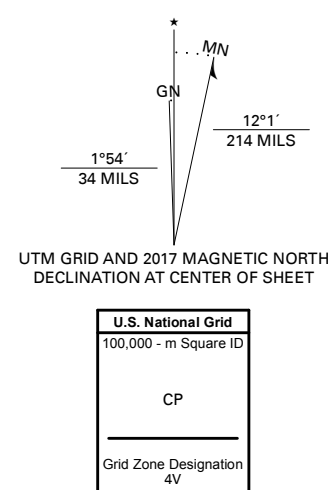 ★
MN
GN
12°1´
214 MILS
1°54´
34 MILS
UTM GRID AND 2017 MAGNETIC NORTH
DECLINATION AT CENTER OF SHEET
U.S. National Grid
100,000 - m Square ID
CP
Grid Zone Designation
4V